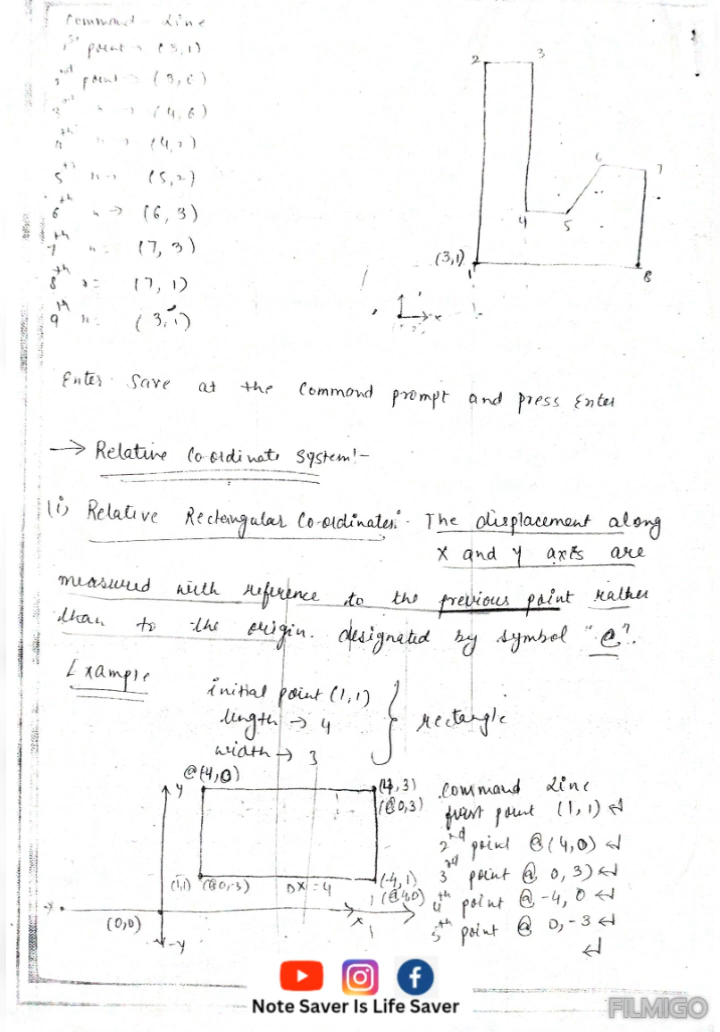 Command Line
1st point → (3,1)
2nd point → (3,6)
3rd " → (4,6)
4th " → (4,2)
5th " → (5,2)
6th " → (6,3)
7th " (7,3)
8th " (7,1)
9th " (3,1)
2 3
6 7
4 5
(3,1)
1 8
x
Enter Save at the Command prompt and press Enter
→ Relative Co-ordinate System:-
(i) Relative Rectangular Co-ordinates:- The displacement along
X and Y axis are
measured with reference to the previous point rather
than to the origin. designated by symbol "@".
Example
initial point (1,1)
length → 4
width → 3
rectangle
@(4,0)
y (4,3)
(@0,3)
(1,1) (@0,-3) DX = 4 (-4,1)
(@4,0)
-x x
(0,0)
-y
Command Line
first point (1,1) ↵
2nd point @(4,0) ↵
3rd point @ 0,3) ↵
4th point @ -4,0 ↵
5th point @ 0,-3 ↵
↵
Note Saver Is Life Saver
FILMIGO